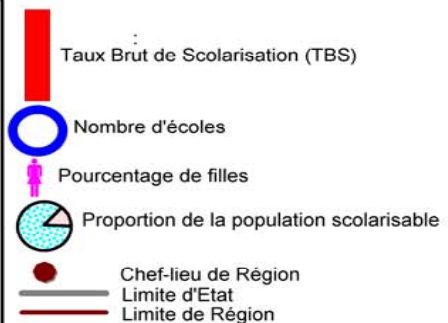 :
Taux Brut de Scolarisation (TBS)
Nombre d'écoles
Pourcentage de filles
Proportion de la population scolarisable
Chef-lieu de Région
Limite d'Etat
Limite de Région